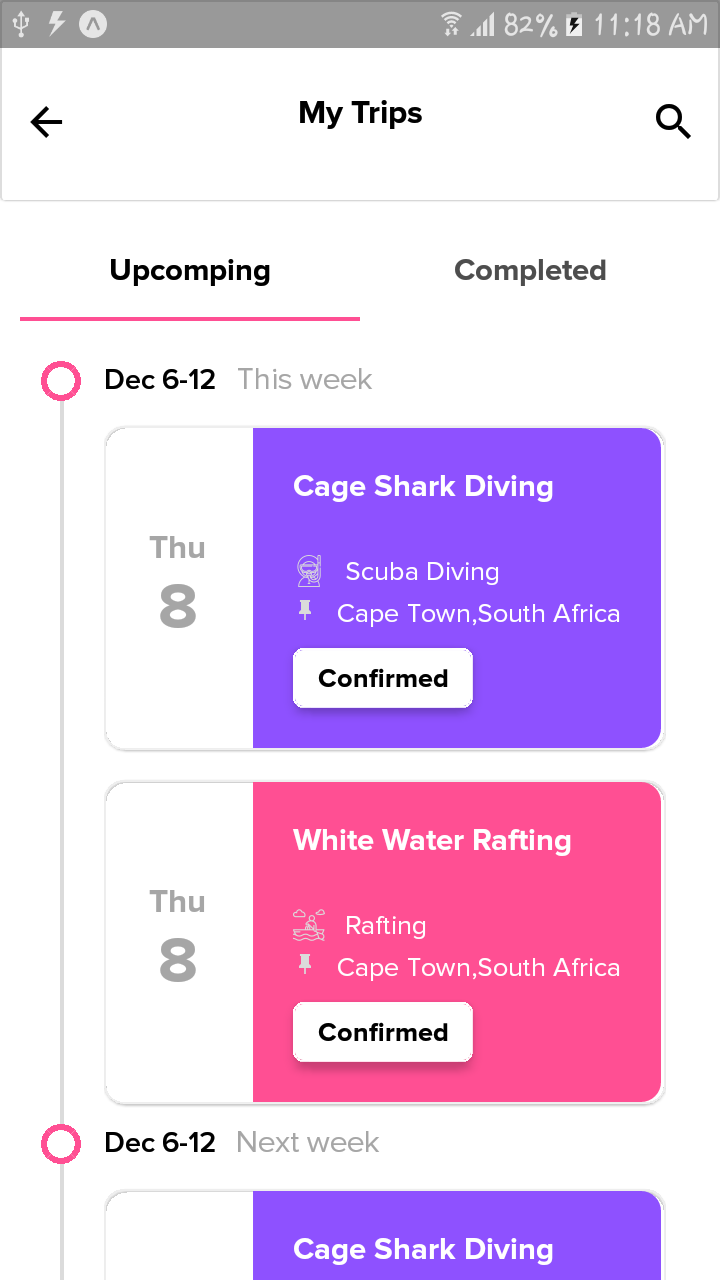 82% 11:18 AM
My Trips
Upcomping Completed
Dec 6-12 This week
Cage Shark Diving
Thu
8
Scuba Diving
Cape Town,South Africa
Confirmed
White Water Rafting
Thu
8
Rafting
Cape Town,South Africa
Confirmed
Dec 6-12 Next week
Cage Shark Diving